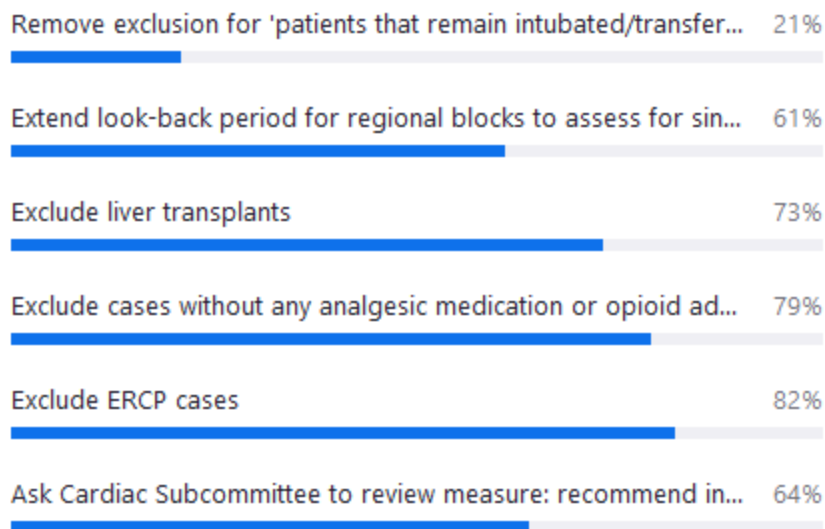 Remove exclusion for 'patients that remain intubated/transfer... 21%
Extend look-back period for regional blocks to assess for sin... 61%
Exclude liver transplants 73%
Exclude cases without any analgesic medication or opioid ad... 79%
Exclude ERCP cases 82%
Ask Cardiac Subcommittee to review measure: recommend in... 64%